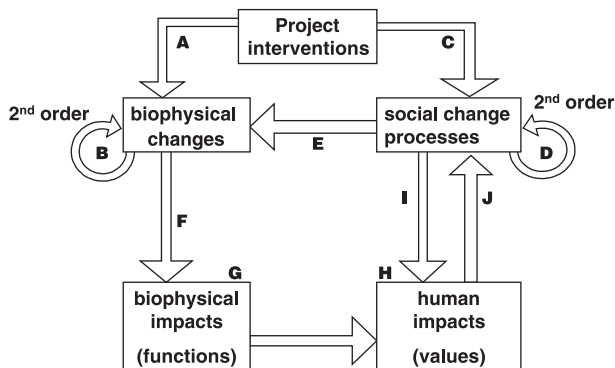 Project
interventions
A
C
2nd order
biophysical
changes
social change
processes
2nd order
B
E
D
F
I
J
G
H
biophysical
impacts
(functions)
human
impacts
(values)